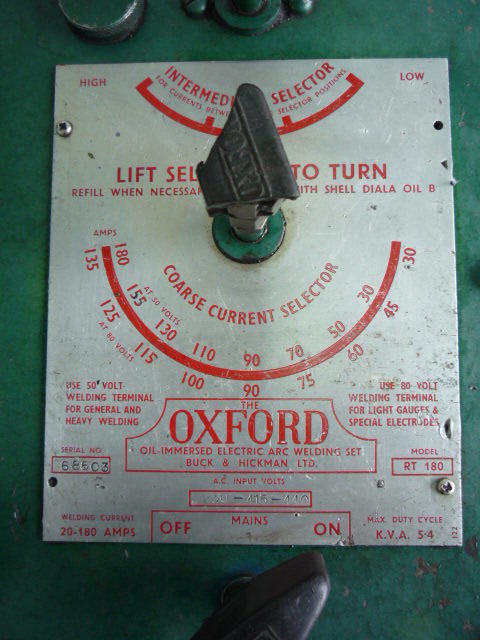 HIGH
LOW
SELECTOR
FOR CURRENTS
SELECTOR POSITIONS
LIFT TO TURN
REFILL WHEN WITH SHELL DIALA OIL B
AMPS
180
135
155
AT 50 VOLTS
125
130
AT 80 VOLTS
115
110
100
90
90
70
75
50
60
30
45
30
COARSE CURRENT SELECTOR
USE 50 VOLT
WELDING TERMINAL
FOR GENERAL AND
HEAVY WELDING
USE 80 VOLT
WELDING TERMINAL
FOR LIGHT GAUGES &
SPECIAL ELECTRODES
THE
OXFORD
OIL-IMMERSED ELECTRIC ARC WELDING SET
BUCK & HICKMAN LTD.
SERIAL NO
MODEL
RT 180
A.C. INPUT VOLTS
415-440
WELDING CURRENT
20-180 AMPS
OFF
MAINS
ON
MAX. DUTY CYCLE
K.V.A. 5·4